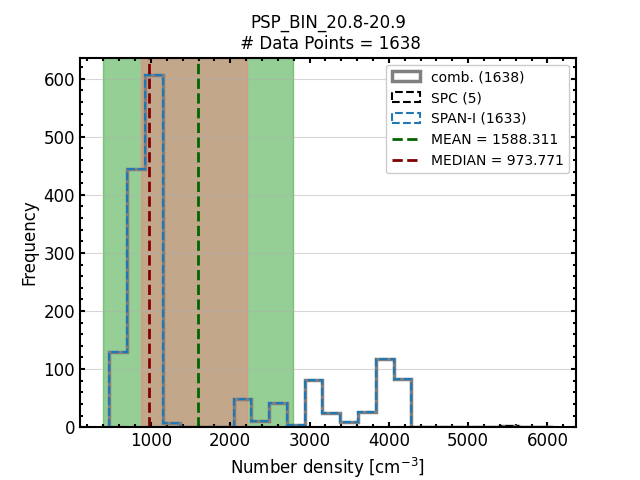 PSP_BIN_20.8-20.9
# Data Points = 1638
comb. (1638)
SPC (5)
SPAN-I (1633)
MEAN = 1588.311
MEDIAN = 973.771
Frequency
600
500
400
300
200
100
0
1000 2000 3000 4000 5000 6000
Number density [cm⁻³]